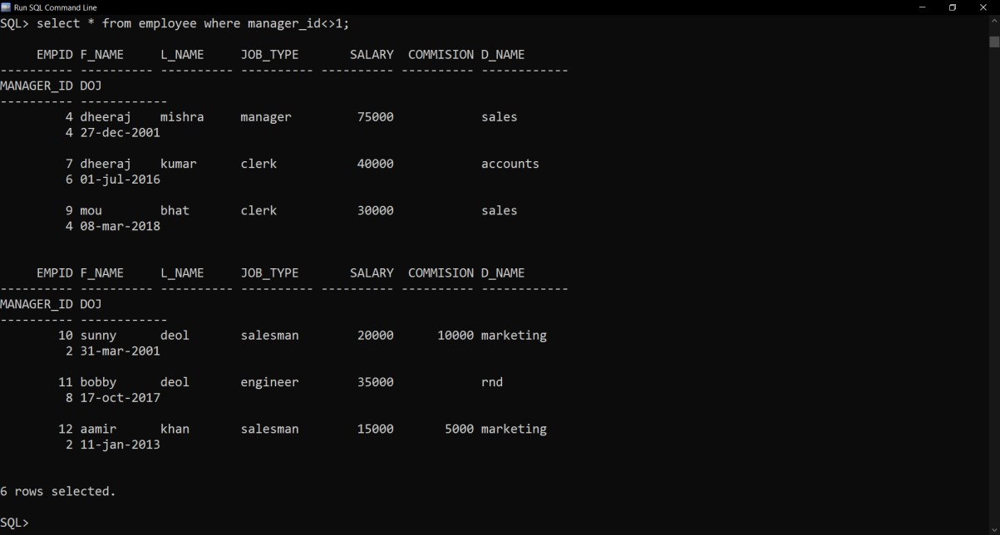 Run SQL Command Line
SQL> select * from employee where manager_id<>1;
     EMPID F_NAME     L_NAME     JOB_TYPE       SALARY  COMMISION D_NAME
---------- ---------- ---------- ---------- ---------- ---------- ------------
MANAGER_ID DOJ
---------- ------------
         4 dheeraj    mishra     manager         75000            sales
         4 27-dec-2001
         7 dheeraj    kumar      clerk           40000            accounts
         6 01-jul-2016
         9 mou        bhat       clerk           30000            sales
         4 08-mar-2018
     EMPID F_NAME     L_NAME     JOB_TYPE       SALARY  COMMISION D_NAME
---------- ---------- ---------- ---------- ---------- ---------- ------------
MANAGER_ID DOJ
---------- ------------
        10 sunny      deol       salesman        20000      10000 marketing
         2 31-mar-2001
        11 bobby      deol       engineer        35000            rnd
         8 17-oct-2017
        12 aamir      khan       salesman        15000       5000 marketing
         2 11-jan-2013
6 rows selected.
SQL>